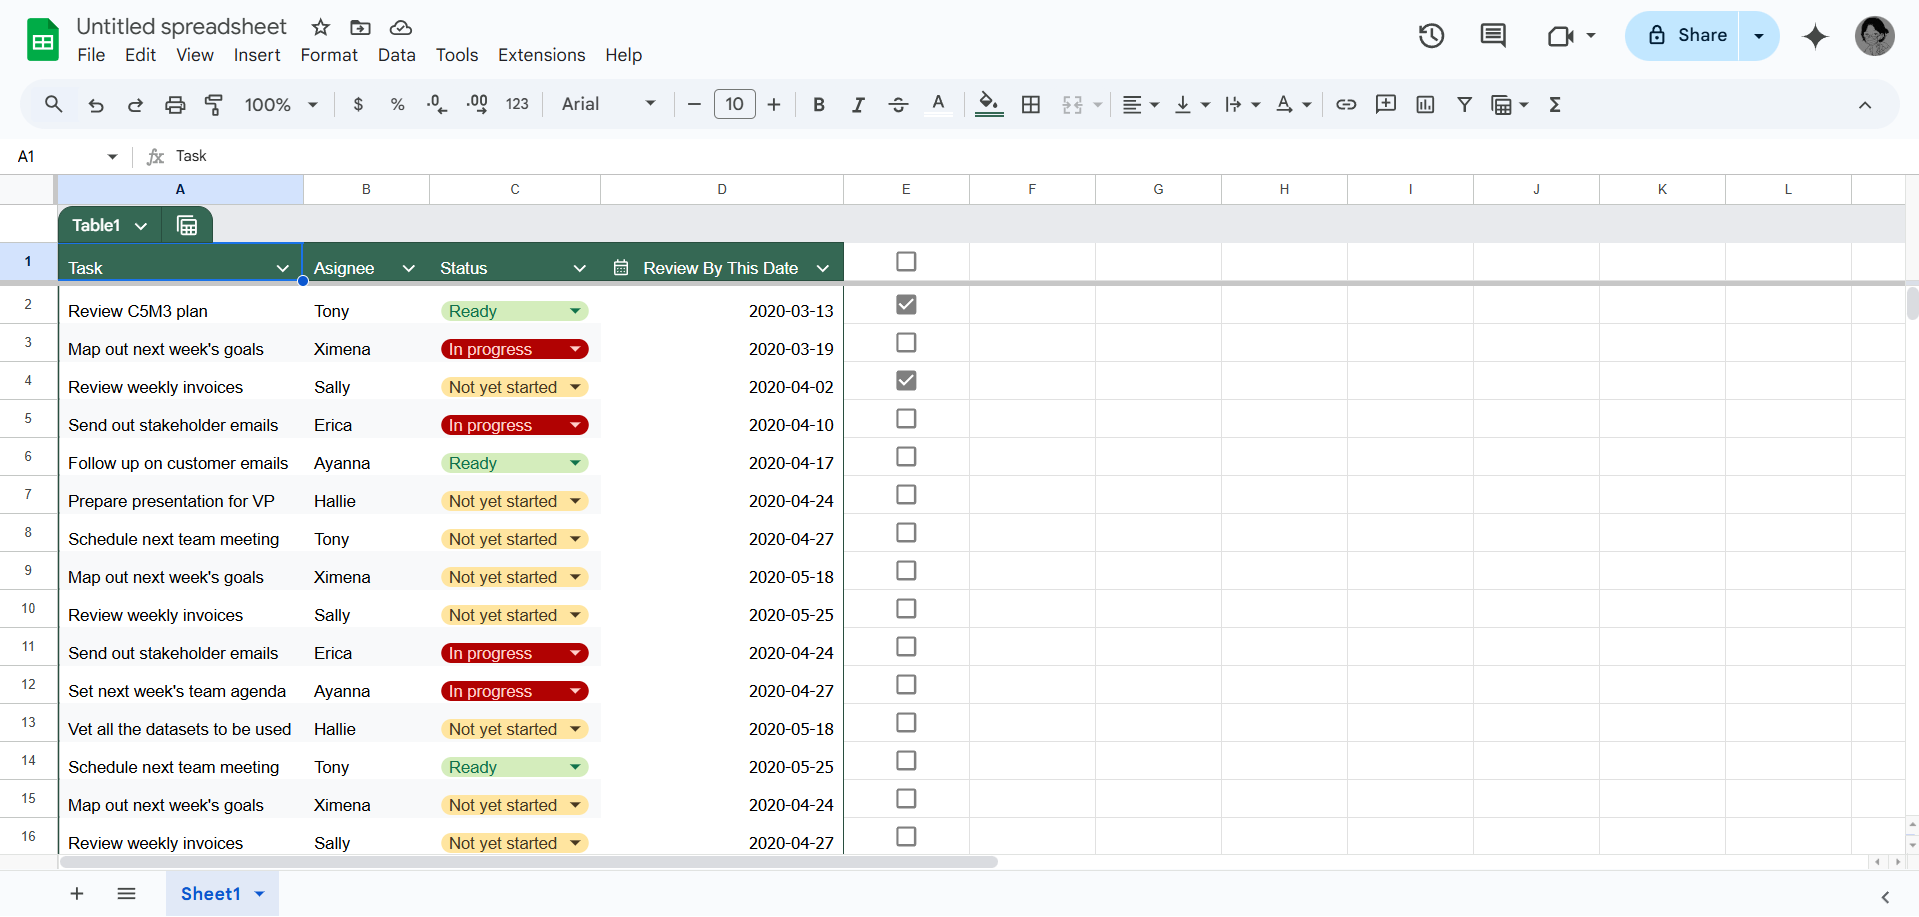 Untitled spreadsheet
File Edit View Insert Format Data Tools Extensions Help
Share
100% $ % .0 .00 123 Arial 10 B I S A A Σ
A1 fx Task
A B C D E F G H I J K L
Table1
1 Task Asignee Status Review By This Date
2 Review C5M3 plan Tony Ready 2020-03-13
3 Map out next week's goals Ximena In progress 2020-03-19
4 Review weekly invoices Sally Not yet started 2020-04-02
5 Send out stakeholder emails Erica In progress 2020-04-10
6 Follow up on customer emails Ayanna Ready 2020-04-17
7 Prepare presentation for VP Hallie Not yet started 2020-04-24
8 Schedule next team meeting Tony Not yet started 2020-04-27
9 Map out next week's goals Ximena Not yet started 2020-05-18
10 Review weekly invoices Sally Not yet started 2020-05-25
11 Send out stakeholder emails Erica In progress 2020-04-24
12 Set next week's team agenda Ayanna In progress 2020-04-27
13 Vet all the datasets to be used Hallie Not yet started 2020-05-18
14 Schedule next team meeting Tony Ready 2020-05-25
15 Map out next week's goals Ximena Not yet started 2020-04-24
16 Review weekly invoices Sally Not yet started 2020-04-27
Sheet1